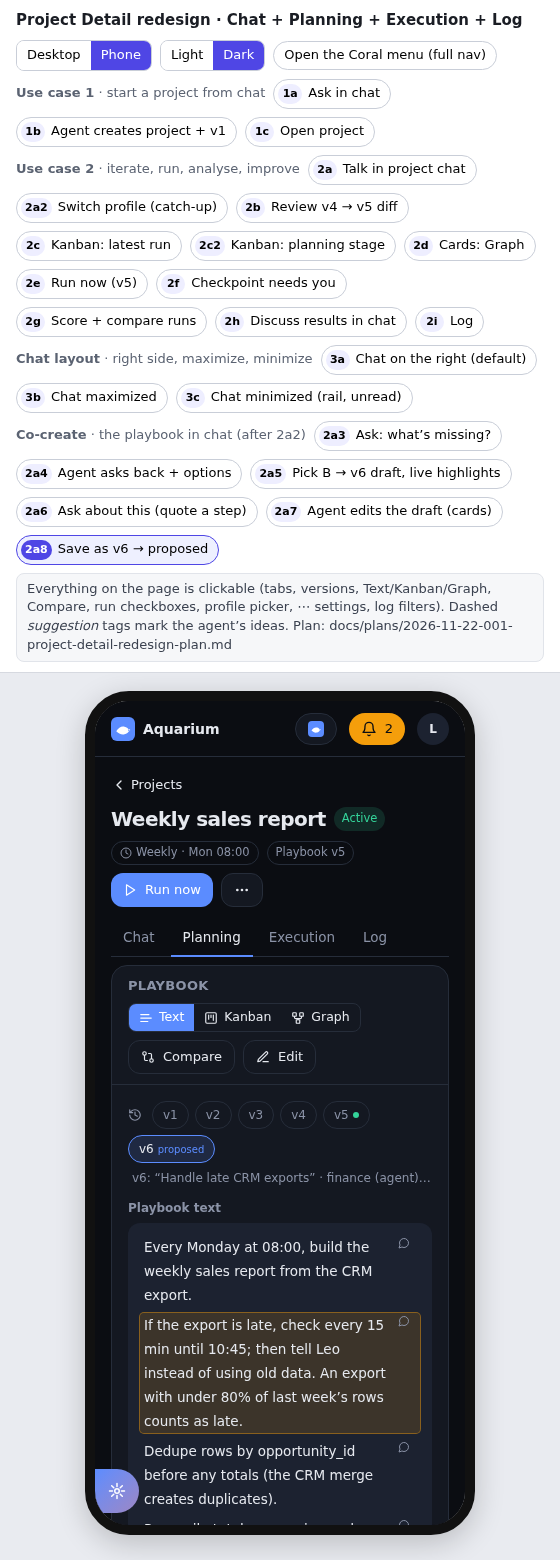 Project Detail redesign · Chat + Planning + Execution + Log
Desktop Phone Light Dark Open the Coral menu (full nav)
Use case 1 · start a project from chat 1a Ask in chat
1b Agent creates project + v1 1c Open project
Use case 2 · iterate, run, analyse, improve 2a Talk in project chat
2a2 Switch profile (catch-up) 2b Review v4 → v5 diff
2c Kanban: latest run 2c2 Kanban: planning stage 2d Cards: Graph
2e Run now (v5) 2f Checkpoint needs you
2g Score + compare runs 2h Discuss results in chat 2i Log
Chat layout · right side, maximize, minimize 3a Chat on the right (default)
3b Chat maximized 3c Chat minimized (rail, unread)
Co-create · the playbook in chat (after 2a2) 2a3 Ask: what’s missing?
2a4 Agent asks back + options 2a5 Pick B → v6 draft, live highlights
2a6 Ask about this (quote a step) 2a7 Agent edits the draft (cards)
2a8 Save as v6 → proposed
Everything on the page is clickable (tabs, versions, Text/Kanban/Graph,
Compare, run checkboxes, profile picker, ··· settings, log filters). Dashed
suggestion tags mark the agent’s ideas. Plan: docs/plans/2026-11-22-001-
project-detail-redesign-plan.md
Aquarium 2 L
Projects
Weekly sales report Active
Weekly · Mon 08:00 Playbook v5
Run now ···
Chat Planning Execution Log
PLAYBOOK
Text Kanban Graph
Compare Edit
v1 v2 v3 v4 v5
v6 proposed
v6: “Handle late CRM exports” · finance (agent)...
Playbook text
Every Monday at 08:00, build the
weekly sales report from the CRM
export.
If the export is late, check every 15
min until 10:45; then tell Leo
instead of using old data. An export
with under 80% of last week’s rows
counts as late.
Dedupe rows by opportunity_id
before any totals (the CRM merge
creates duplicates).